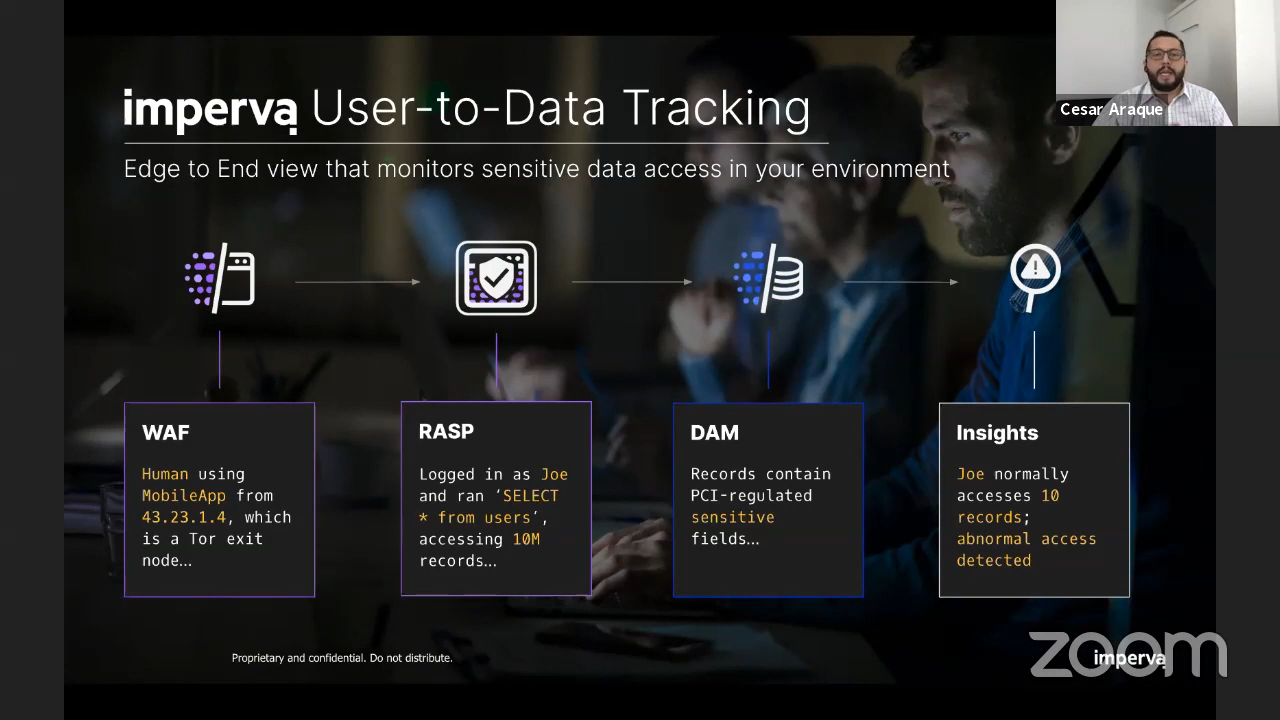 Cesar Araque
imperva User-to-Data Tracking
Edge to End view that monitors sensitive data access in your environment
WAF
Human using
MobileApp from
43.23.1.4, which
is a Tor exit
node…
RASP
Logged in as Joe
and ran ‘SELECT
* from users’,
accessing 10M
records…
DAM
Records contain
PCI-regulated
sensitive
fields…
Insights
Joe normally
accesses 10
records;
abnormal access
detected
Proprietary and confidential. Do not distribute.
imperva
zoom